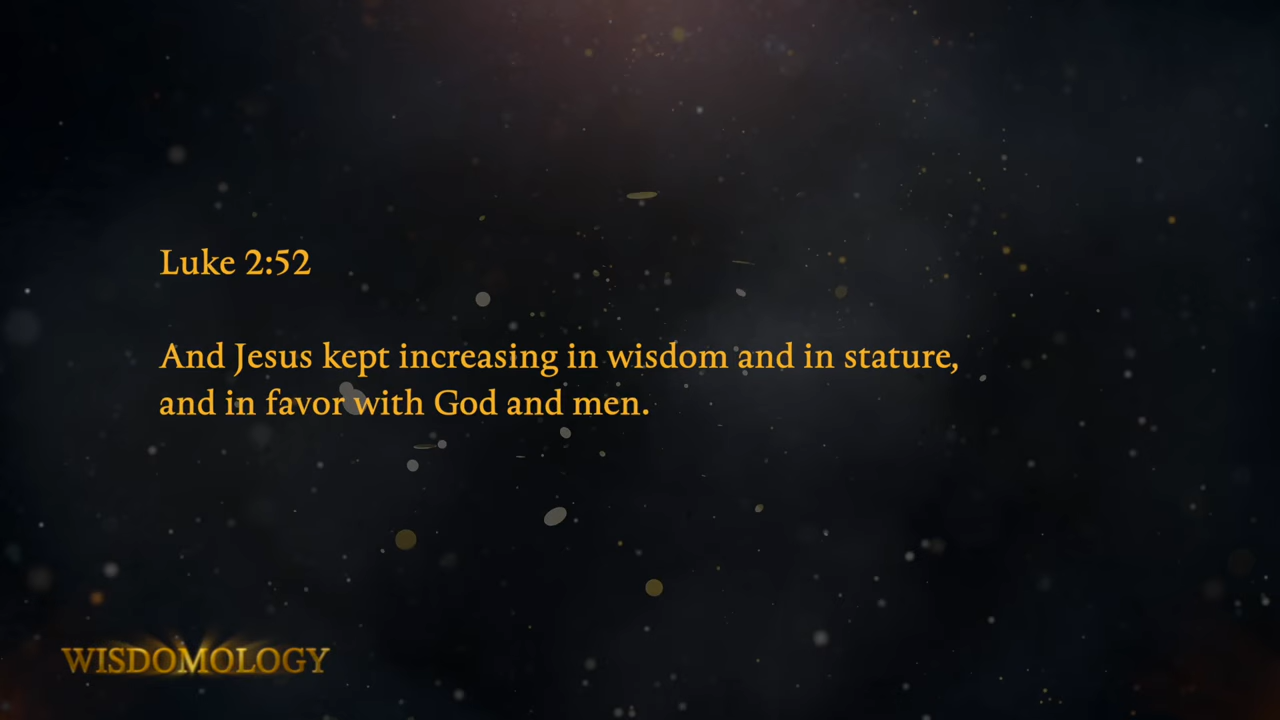 Luke 2:52
And Jesus kept increasing in wisdom and in stature,
and in favor with God and men.
WISDOMOLOGY